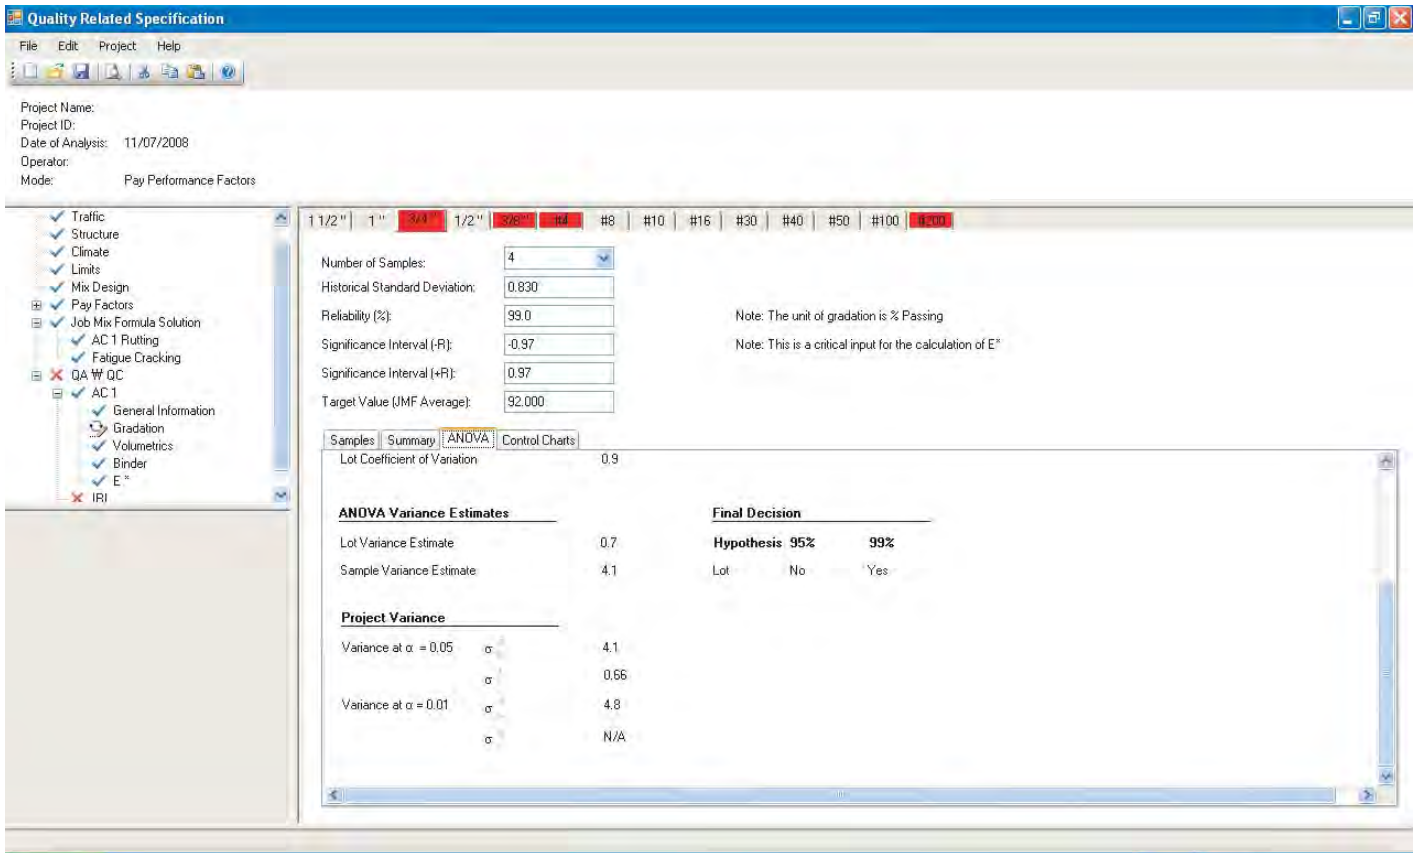 Quality Related Specification
File Edit Project Help
Project Name:
Project ID:
Date of Analysis: 11/07/2008
Operator:
Mode: Pay Performance Factors
Traffic
Structure
Climate
Limits
Mix Design
Pay Factors
Job Mix Formula Solution
AC 1 Rutting
Fatigue Cracking
QA ₩ QC
AC 1
General Information
Gradation
Volumetrics
Binder
E *
IRI
1 1/2 " 1 " 3/4 " 1/2 " 3/8 " #4 #8 #10 #16 #30 #40 #50 #100 #200
Number of Samples: 4
Historical Standard Deviation: 0.830
Reliability (%): 99.0 Note: The unit of gradation is % Passing
Significance Interval (-R): -0.97 Note: This is a critical input for the calculation of E*
Significance Interval (+R): 0.97
Target Value (JMF Average): 92.000
Samples Summary ANOVA Control Charts
Lot Coefficient of Variation 0.9
ANOVA Variance Estimates Final Decision
Lot Variance Estimate 0.7 Hypothesis 95% 99%
Sample Variance Estimate 4.1 Lot No Yes
Project Variance
Variance at α = 0.05 σ 4.1
σ 0.66
Variance at α = 0.01 σ 4.8
σ N/A